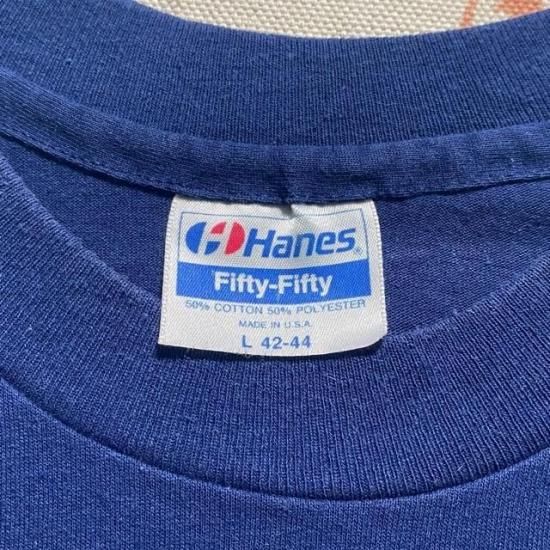 Hanes®
Fifty-Fifty
50% COTTON 50% POLYESTER
MADE IN U.S.A.
L 42-44